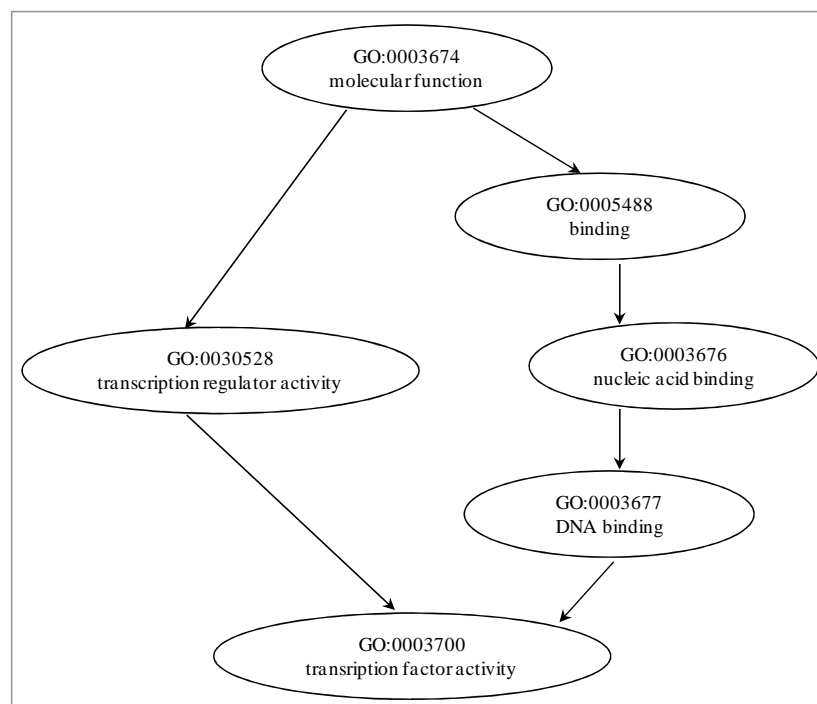 GO:0003674
molecular function
GO:0005488
binding
GO:0030528
transcription regulator activity
GO:0003676
nucleic acid binding
GO:0003677
DNA binding
GO:0003700
transription factor activity